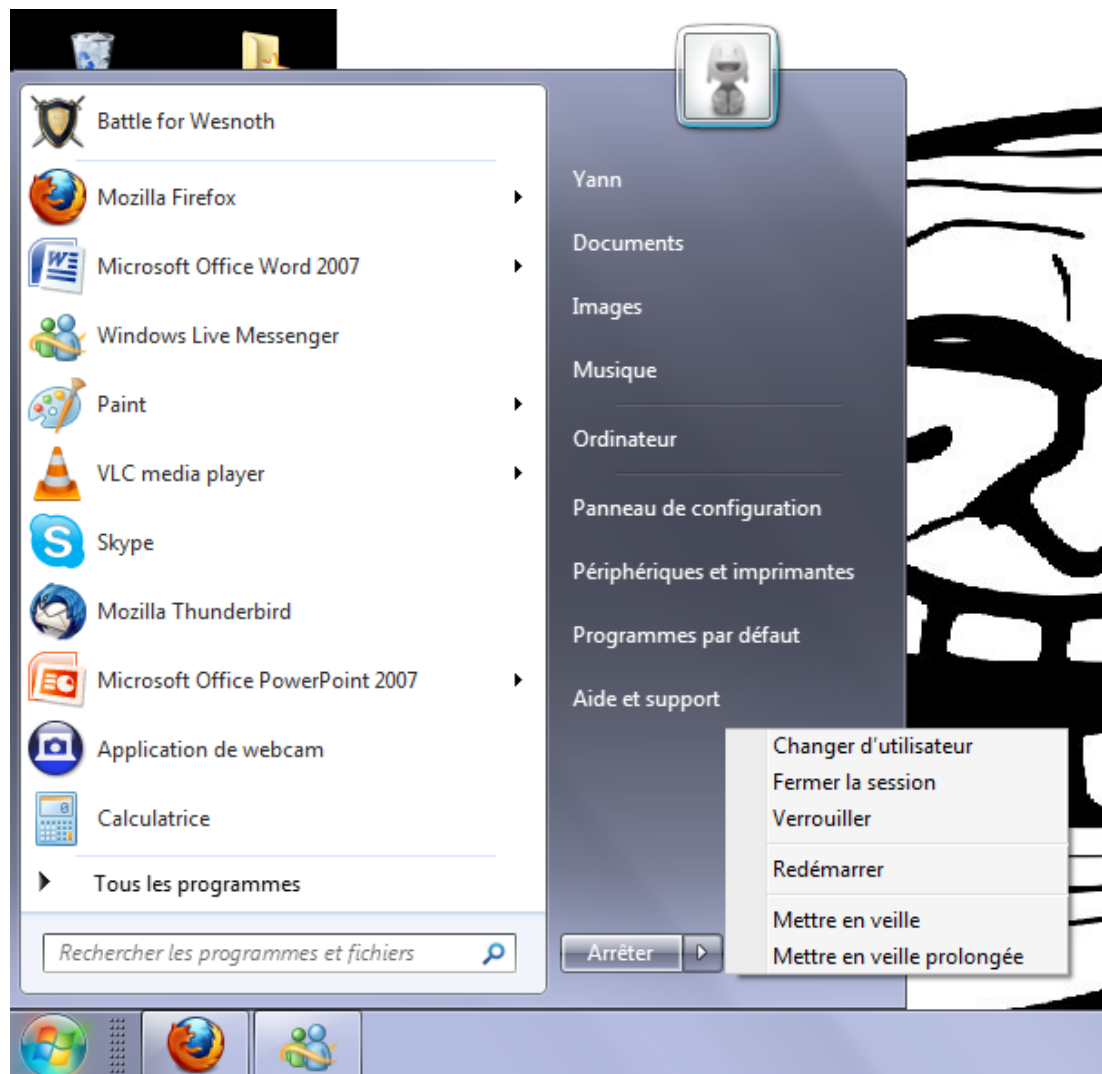 Battle for Wesnoth
Mozilla Firefox
Microsoft Office Word 2007
Windows Live Messenger
Paint
VLC media player
Skype
Mozilla Thunderbird
Microsoft Office PowerPoint 2007
Application de webcam
Calculatrice
Tous les programmes
Rechercher les programmes et fichiers
Yann
Documents
Images
Musique
Ordinateur
Panneau de configuration
Périphériques et imprimantes
Programmes par défaut
Aide et support
Arrêter
Changer d'utilisateur
Fermer la session
Verrouiller
Redémarrer
Mettre en veille
Mettre en veille prolongée